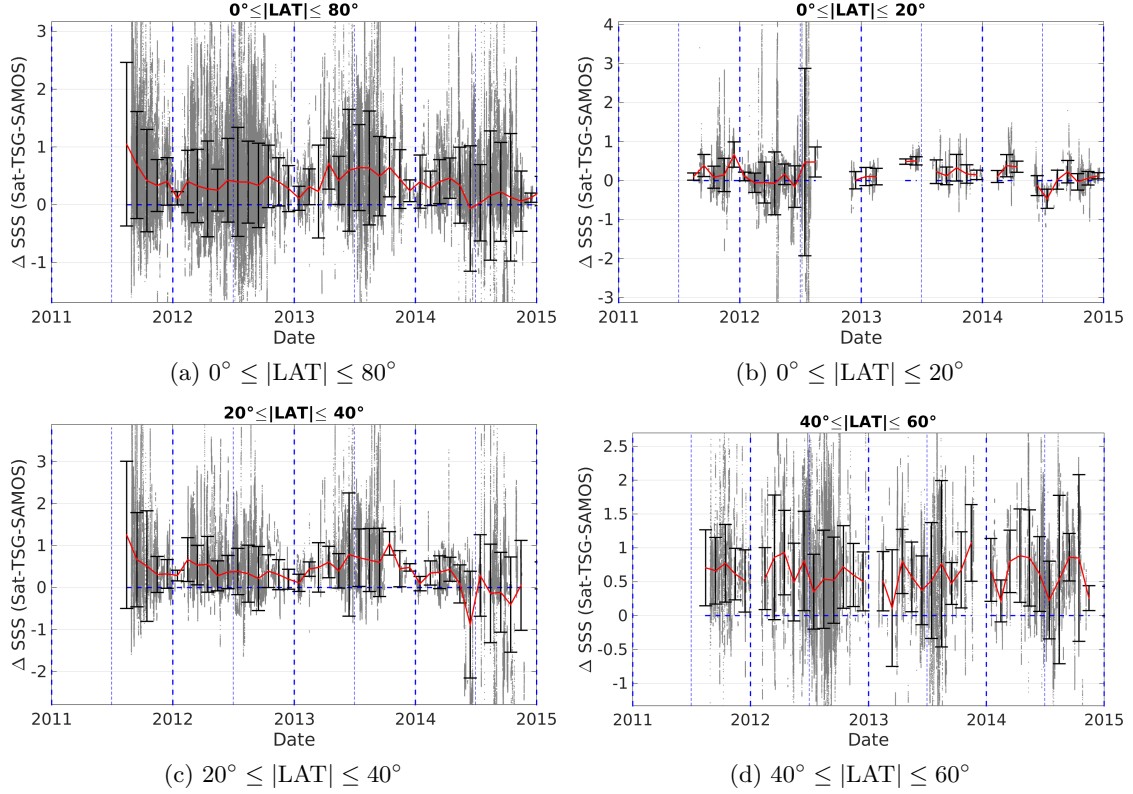 0°≤|LAT|≤ 80°
Δ SSS (Sat-TSG-SAMOS)
3
2
1
0
-1
2011 2012 2013 2014 2015
Date
(a) 0° ≤ |LAT| ≤ 80°
0°≤|LAT|≤ 20°
Δ SSS (Sat-TSG-SAMOS)
4
3
2
1
0
-1
-2
-3
2011 2012 2013 2014 2015
Date
(b) 0° ≤ |LAT| ≤ 20°
20°≤|LAT|≤ 40°
Δ SSS (Sat-TSG-SAMOS)
3
2
1
0
-1
-2
2011 2012 2013 2014 2015
Date
(c) 20° ≤ |LAT| ≤ 40°
40°≤|LAT|≤ 60°
Δ SSS (Sat-TSG-SAMOS)
2.5
2
1.5
1
0.5
0
-0.5
-1
2011 2012 2013 2014 2015
Date
(d) 40° ≤ |LAT| ≤ 60°